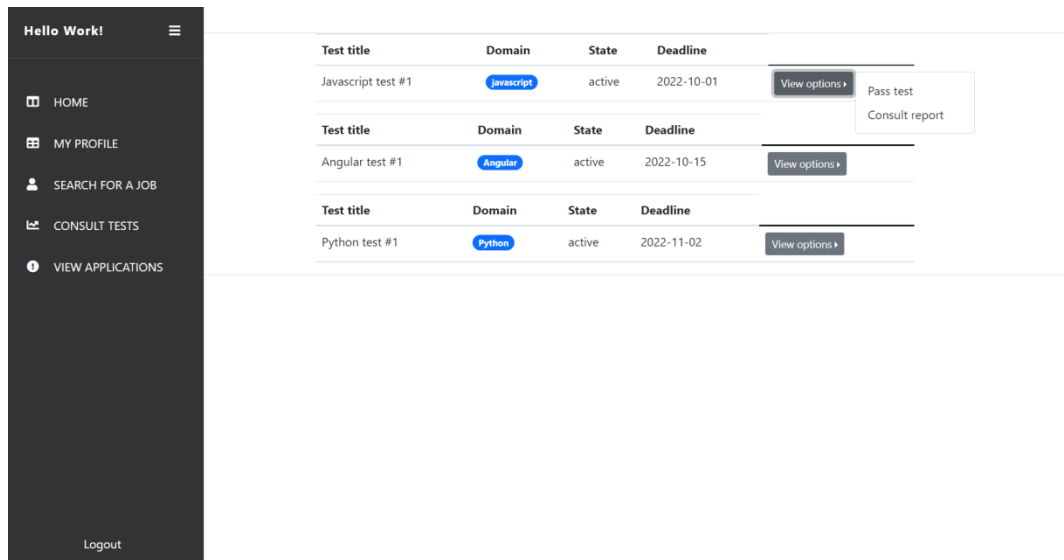 Hello Work!
HOME
MY PROFILE
SEARCH FOR A JOB
CONSULT TESTS
VIEW APPLICATIONS
Logout
Test title Domain State Deadline
Javascript test #1 javascript active 2022-10-01 View options
Pass test
Consult report
Test title Domain State Deadline
Angular test #1 Angular active 2022-10-15 View options
Test title Domain State Deadline
Python test #1 Python active 2022-11-02 View options